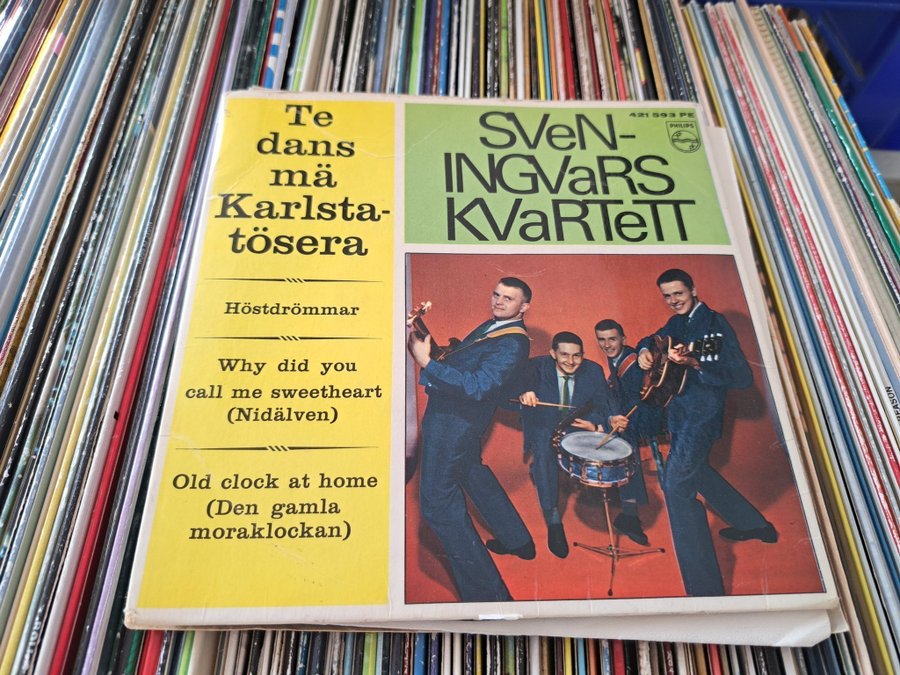 Te
dans
mä
Karlsta-
tösera
Höstdrömmar
Why did you
call me sweetheart
(Nidälven)
Old clock at home
(Den gamla
moraklockan)
421 593 PE
PHILIPS
SVeN-
INGVaRS
KVaRTeTT
REASON